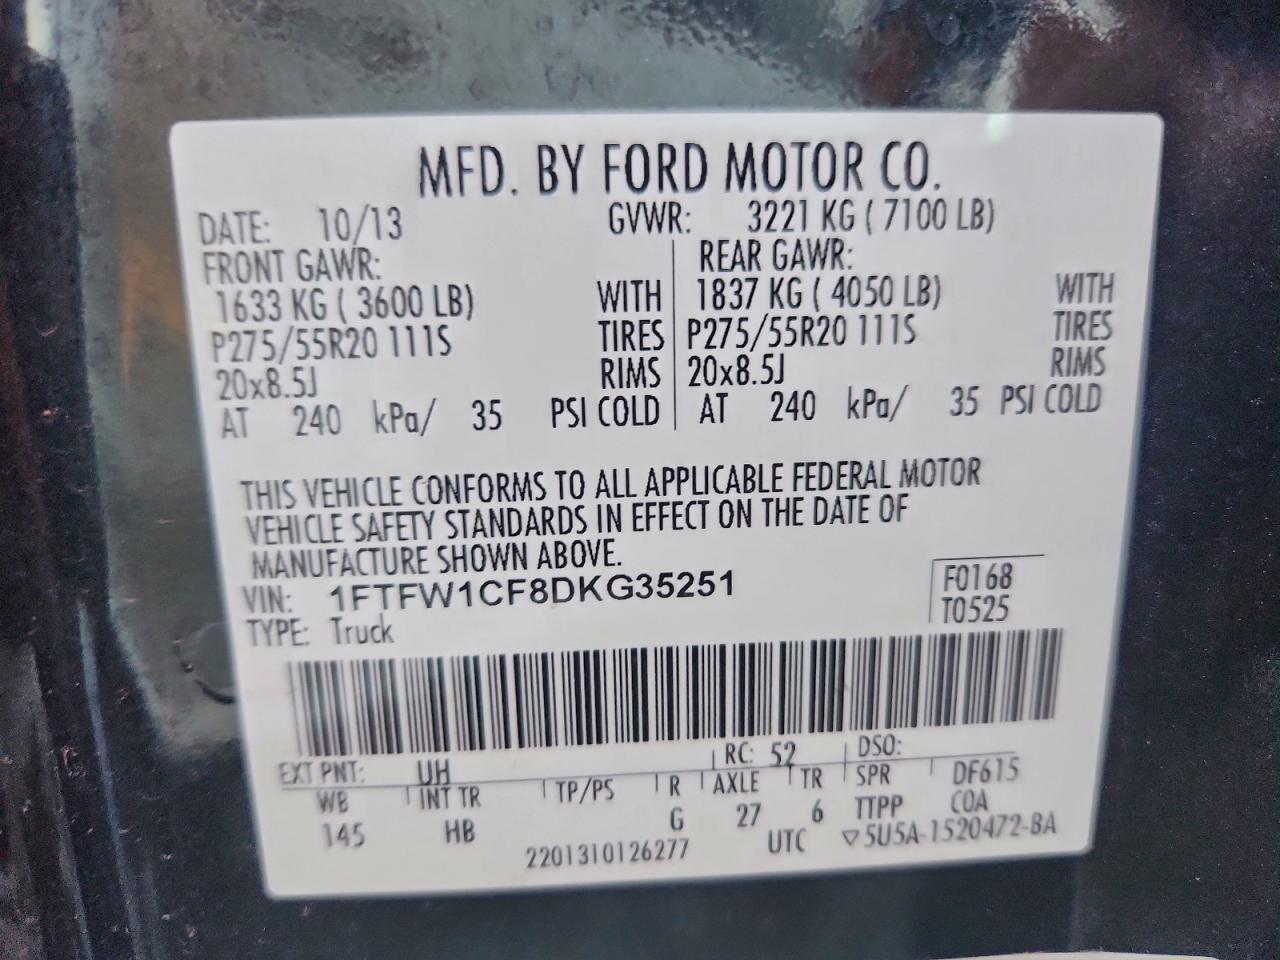 MFD. BY FORD MOTOR CO.
DATE: 10/13 GVWR: 3221 KG ( 7100 LB)
FRONT GAWR: REAR GAWR:
1633 KG ( 3600 LB) WITH 1837 KG ( 4050 LB) WITH
P275/55R20 111S TIRES P275/55R20 111S TIRES
20x8.5J RIMS 20x8.5J RIMS
AT 240 kPa/ 35 PSI COLD AT 240 kPa/ 35 PSI COLD
THIS VEHICLE CONFORMS TO ALL APPLICABLE FEDERAL MOTOR
VEHICLE SAFETY STANDARDS IN EFFECT ON THE DATE OF
MANUFACTURE SHOWN ABOVE.
VIN: 1FTFW1CF8DKG35251 F0168
TYPE: Truck T0525
EXT PNT: UH RC: 52 DSO:
WB INT TR TP/PS R AXLE TR SPR DF615
145 HB G 27 6 TTPP COA
2201310126277 UTC ▽5U5A-1520472-BA